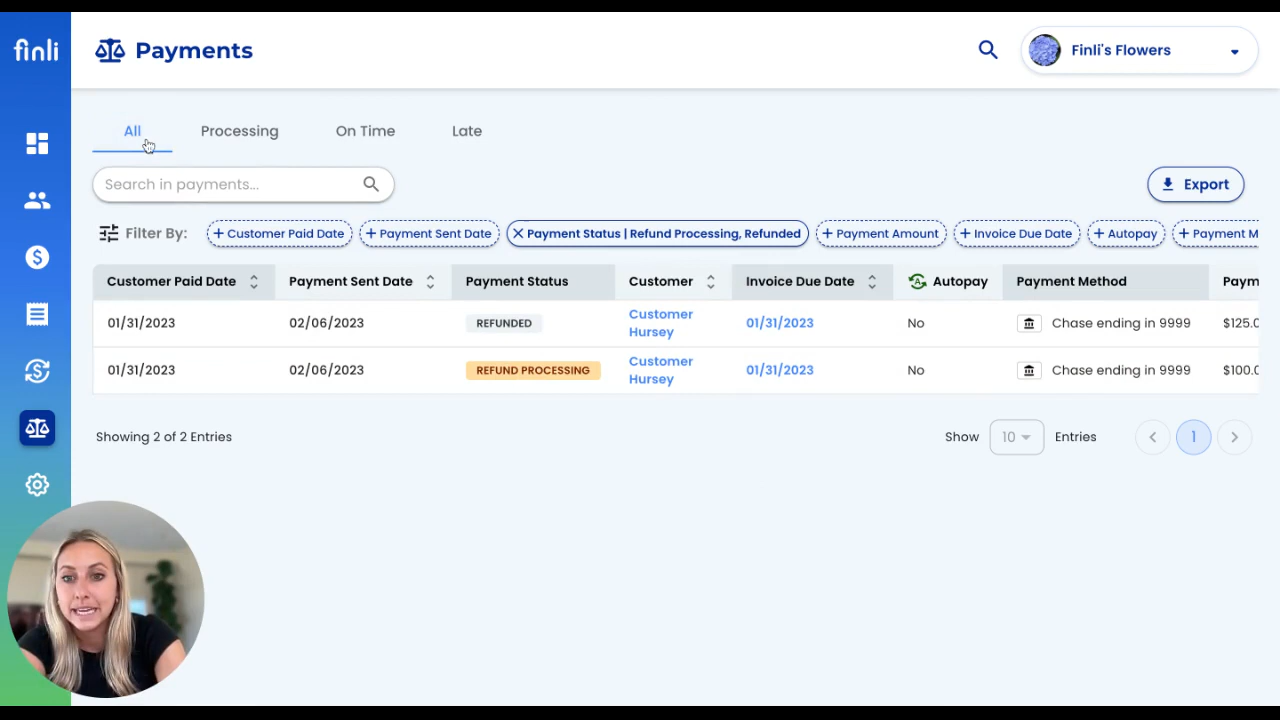 finli
Payments
Finli's Flowers
All
Processing
On Time
Late
Search in payments...
Export
Filter By:
+ Customer Paid Date
+ Payment Sent Date
Payment Status | Refund Processing, Refunded
+ Payment Amount
+ Invoice Due Date
+ Autopay
+ Payment M
Customer Paid Date
Payment Sent Date
Payment Status
Customer
Invoice Due Date
Autopay
Payment Method
Paym
01/31/2023
02/06/2023
REFUNDED
Customer
Hursey
01/31/2023
No
Chase ending in 9999
$125.0
01/31/2023
02/06/2023
REFUND PROCESSING
Customer
Hursey
01/31/2023
No
Chase ending in 9999
$100.0
Showing 2 of 2 Entries
Show
10
Entries
1